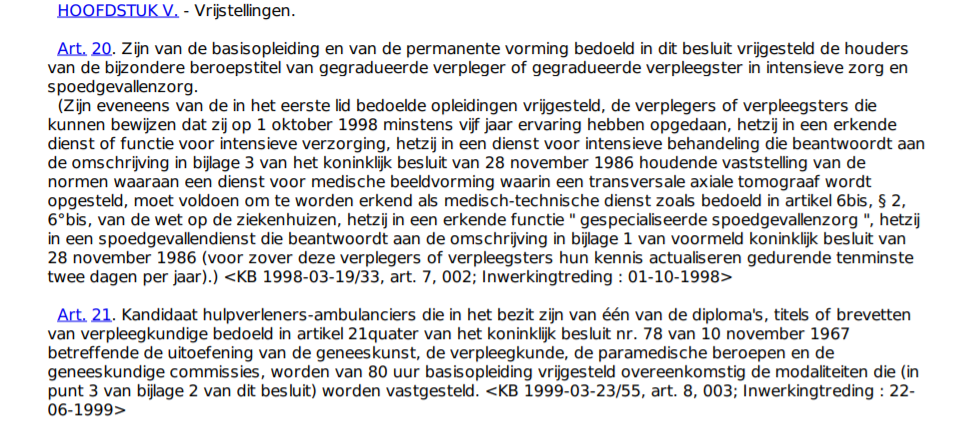 HOOFDSTUK V. - Vrijstellingen.
Art. 20. Zijn van de basisopleiding en van de permanente vorming bedoeld in dit besluit vrijgesteld de houders
van de bijzondere beroepstitel van gegradueerde verpleger of gegradueerde verpleegster in intensieve zorg en
spoedgevallenzorg.
(Zijn eveneens van de in het eerste lid bedoelde opleidingen vrijgesteld, de verplegers of verpleegsters die
kunnen bewijzen dat zij op 1 oktober 1998 minstens vijf jaar ervaring hebben opgedaan, hetzij in een erkende
dienst of functie voor intensieve verzorging, hetzij in een dienst voor intensieve behandeling die beantwoordt aan
de omschrijving in bijlage 3 van het koninklijk besluit van 28 november 1986 houdende vaststelling van de
normen waaraan een dienst voor medische beeldvorming waarin een transversale axiale tomograaf wordt
opgesteld, moet voldoen om te worden erkend als medisch-technische dienst zoals bedoeld in artikel 6bis, § 2,
6°bis, van de wet op de ziekenhuizen, hetzij in een erkende functie " gespecialiseerde spoedgevallenzorg ", hetzij
in een spoedgevallendienst die beantwoordt aan de omschrijving in bijlage 1 van voormeld koninklijk besluit van
28 november 1986 (voor zover deze verplegers of verpleegsters hun kennis actualiseren gedurende tenminste
twee dagen per jaar).) <KB 1998-03-19/33, art. 7, 002; Inwerkingtreding : 01-10-1998>
Art. 21. Kandidaat hulpverleners-ambulanciers die in het bezit zijn van één van de diploma's, titels of brevetten
van verpleegkundige bedoeld in artikel 21quater van het koninklijk besluit nr. 78 van 10 november 1967
betreffende de uitoefening van de geneeskunst, de verpleegkunde, de paramedische beroepen en de
geneeskundige commissies, worden van 80 uur basisopleiding vrijgesteld overeenkomstig de modaliteiten die (in
punt 3 van bijlage 2 van dit besluit) worden vastgesteld. <KB 1999-03-23/55, art. 8, 003; Inwerkingtreding : 22-
06-1999>